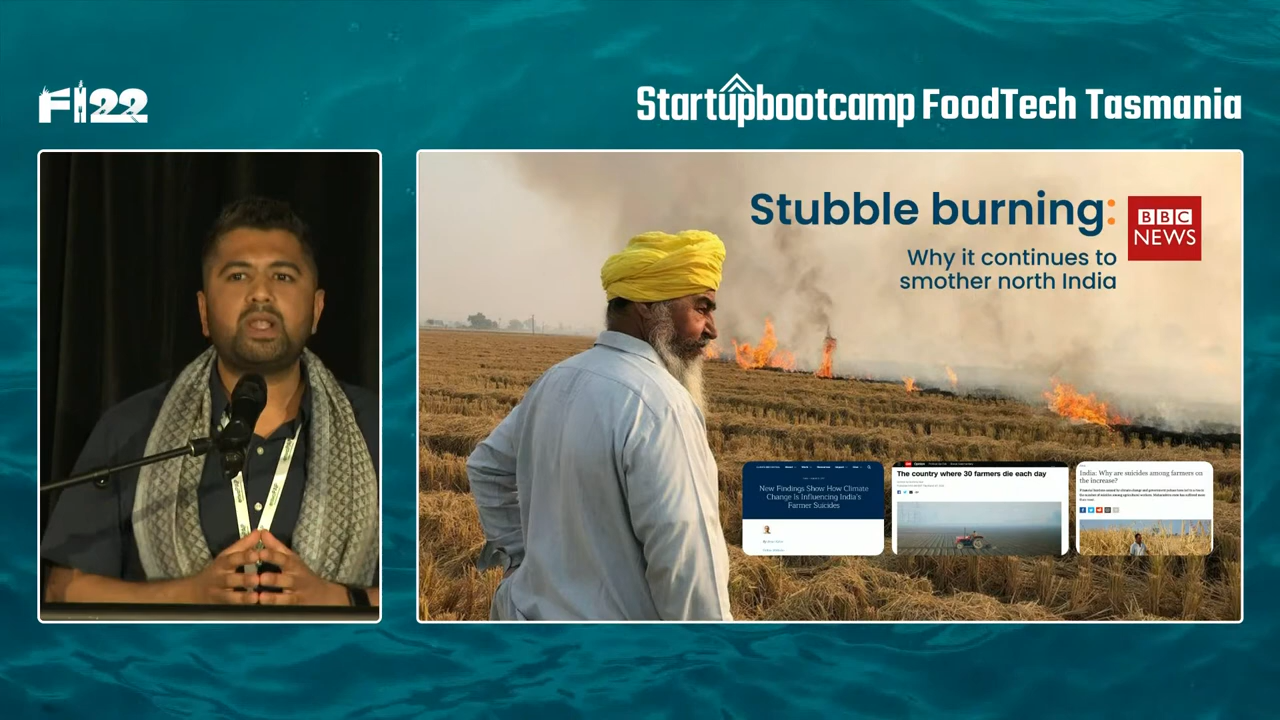 FI22
Startupbootcamp FoodTech Tasmania
Stubble burning:
BBC
NEWS
Why it continues to
smother north India
New Findings Show How Climate
Change Is Influencing India's
Farmer Suicides
The country where 30 farmers die each day
India: Why are suicides among farmers on
the increase?